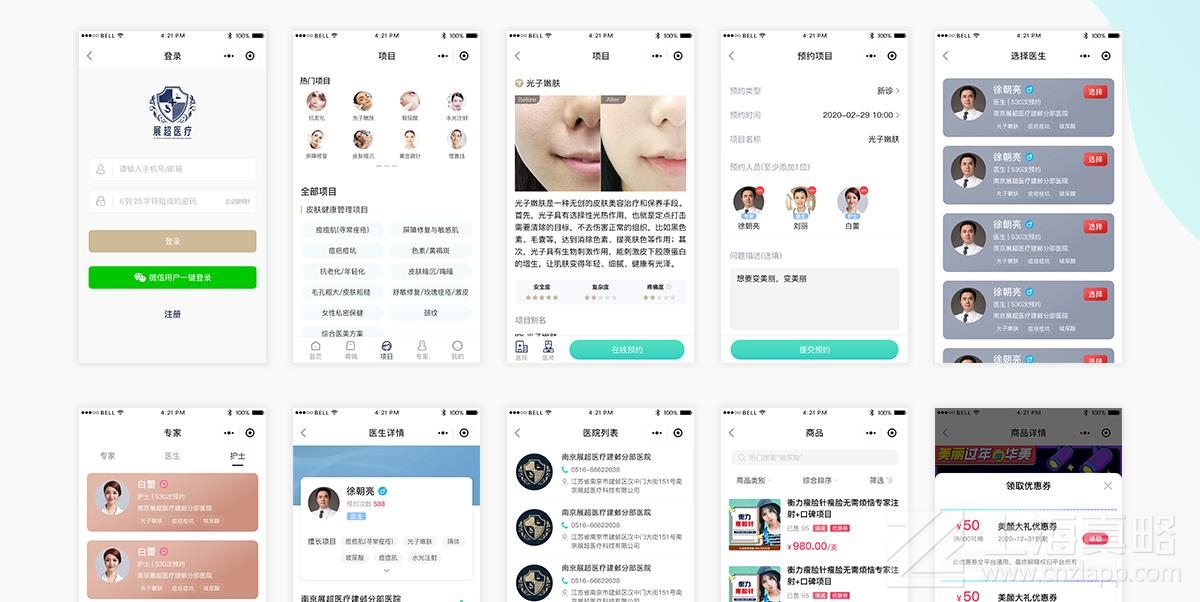 ●●●○○ BELL 4:21 PM 100%
登录
展超医疗
请输入手机号/邮箱
6到25字符组成的密码 忘记密码?
登录
微信用户一键登录
注册
●●●○○ BELL 4:21 PM 100%
项目
热门项目
抗老化 光子嫩肤 玻尿酸 水光注射
屏障修复 皮肤暗沉 黄金微针 埋置线
全部项目
皮肤健康管理项目
痘痘肌(寻常痤疮) 屏障修复与敏感肌
痘疤痘坑 色素/黄褐斑
抗老化/年轻化 皮肤暗沉/嗨暗
毛孔粗大/皮肤粗糙 舒敏修复/玫瑰痤疮/激皮
女性私密保健 颈纹
综合医美方案
首页 商城 项目 专家 我的
●●●○○ BELL 4:21 PM 100%
项目
光子嫩肤
Before After
光子嫩肤是一种无创的皮肤美容治疗和保养手段。
首先，光子具有选择性光热作用，也就是定点打击
需要清除的目标，不去伤害正常的组织，比如黑色
素、毛囊等，达到消除色素、提亮肤色等作用；其
次，光子具有生物刺激作用，能刺激皮下胶原蛋白
的增生，让肌肤变得年轻、细腻、健康有光泽。
安全度 复杂度 疼痛度
项目别名
医院 医师 在线预约
●●●○○ BELL 4:21 PM 100%
预约项目
预约类型 新诊
预约时间 2020-02-29 10:00
项目名称 光子嫩肤
预约人员(至少添加1位)
专家 医生 护士
徐朝亮 刘丽 白蕾
问题描述(选填)
想要变美丽，变美丽
提交预约
●●●○○ BELL 4:21 PM 100%
选择医生
徐朝亮 选择
医生 | 530次预约
南京展超医疗建邺分部医院
光子嫩肤 痘痘痘坑 玻尿酸
徐朝亮 选择
医生 | 530次预约
南京展超医疗建邺分部医院
光子嫩肤 痘痘痘坑 玻尿酸
徐朝亮 选择
医生 | 530次预约
南京展超医疗建邺分部医院
光子嫩肤 痘痘痘坑 玻尿酸
徐朝亮 选择
医生 | 530次预约
南京展超医疗建邺分部医院
光子嫩肤 痘痘痘坑 玻尿酸
徐朝亮 选择
●●●○○ BELL 4:21 PM 100%
专家
专家 医生 护士
白蕾
护士 | 530次预约
南京展超医疗建邺分部医院
光子嫩肤 痘痘痘坑 玻尿酸
白蕾
护士 | 530次预约
南京展超医疗建邺分部医院
光子嫩肤 痘痘痘坑 玻尿酸
●●●○○ BELL 4:21 PM 100%
医生详情
徐朝亮
预约次数 533
医生
擅长项目 痘痘肌(寻常痤疮) 光子嫩肤 嗨体
玻尿酸 痘痘肌 水光注射
南京展超医疗建邺分部医院
●●●○○ BELL 4:21 PM 100%
医院列表
南京展超医疗建邺分部医院
0516-66622038
江苏省南京市建邺区汉中门大街151号南
京展超医疗科技有限公司
南京展超医疗建邺分部医院
0516-66622038
江苏省南京市建邺区汉中门大街151号南
京展超医疗科技有限公司
南京展超医疗建邺分部医院
0516-66622038
江苏省南京市建邺区汉中门大街151号南
京展超医疗科技有限公司
●●●○○ BELL 4:21 PM 100%
商品
热门搜索"玻尿酸"
商品类别 综合排序 筛选
衡力
瘦脸针
衡力瘦脸针瘦脸无需烦恼专家注
射+口碑项目
已售:95 满减 优惠券
¥980.00/支
衡力瘦脸针瘦脸无需烦恼专家注
射+口碑项目
已售:95 满减 优惠券
●●●○○ BELL 4:21 PM 100%
商品详情
美丽过年 华美
领取优惠券
¥50 美颜大礼优惠券
满500可用 2020-12-31到期 领取
此优惠券全平台通用，最终解释权归平台所有
¥50 美颜大礼优惠券
上海真略
www.cnzlapp.com